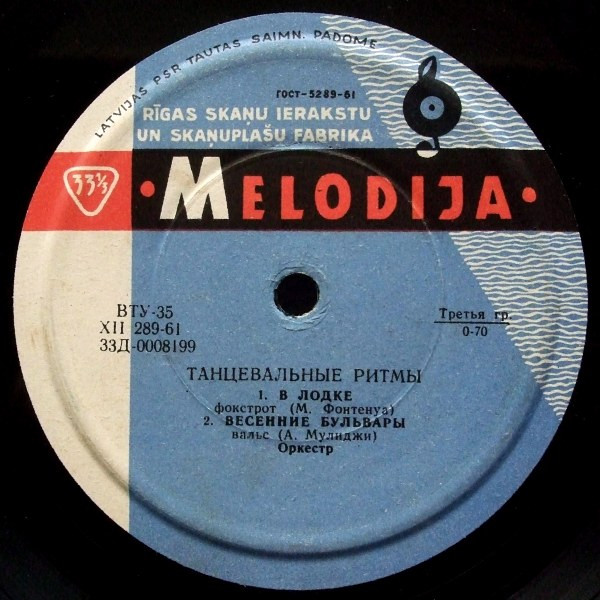 LATVIJAS PSR TAUTAS SAIMN. PADOME
ГОСТ-5289-61
RĪGAS SKAŅU IERAKSTU
UN SKAŅUPLAŠU FABRIKA
33⅓
• MELODIJA •
ВТУ-35
XII 289-61
33Д-0008199
Третья гр.
0-70
ТАНЦЕВАЛЬНЫЕ РИТМЫ
1. В ЛОДКЕ
фокстрот (М. Фонтенуа)
2. ВЕСЕННИЕ БУЛЬВАРЫ
вальс (А. Мулиджи)
Оркестр